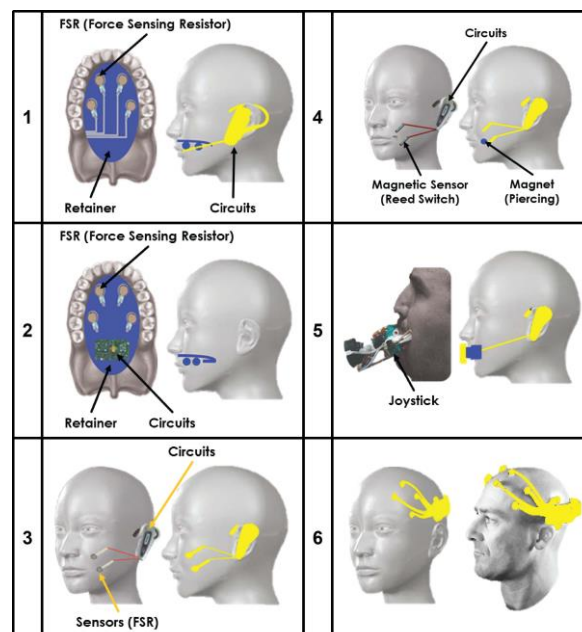 1
FSR (Force Sensing Resistor)
Retainer
Circuits
2
FSR (Force Sensing Resistor)
Retainer
Circuits
3
Circuits
Sensors (FSR)
4
Circuits
Magnetic Sensor
(Reed Switch)
Magnet
(Piercing)
5
Joystick
6